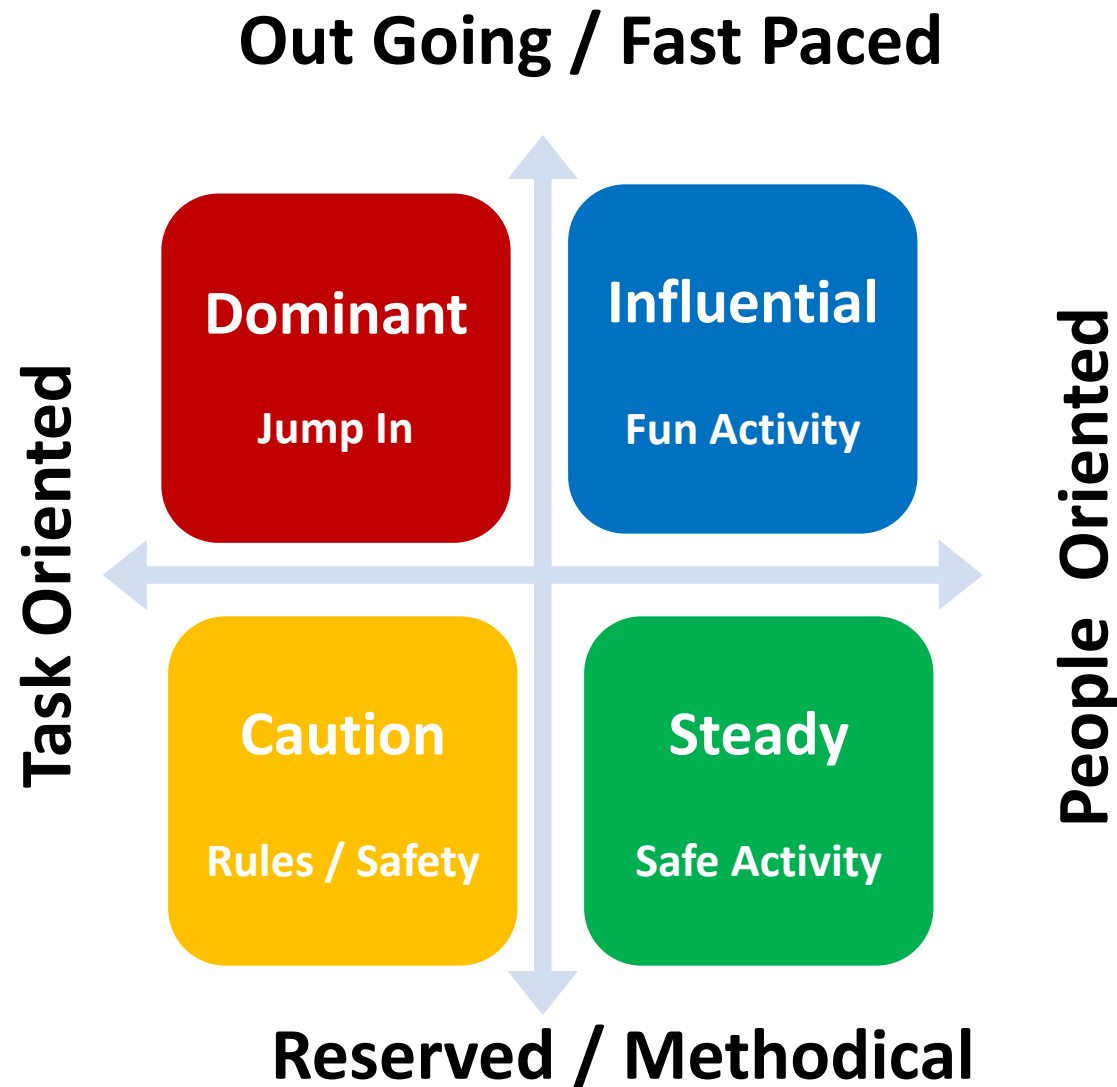 Out Going / Fast Paced
Dominant
Jump In
Influential
Fun Activity
Task Oriented
People Oriented
Caution
Rules / Safety
Steady
Safe Activity
Reserved / Methodical